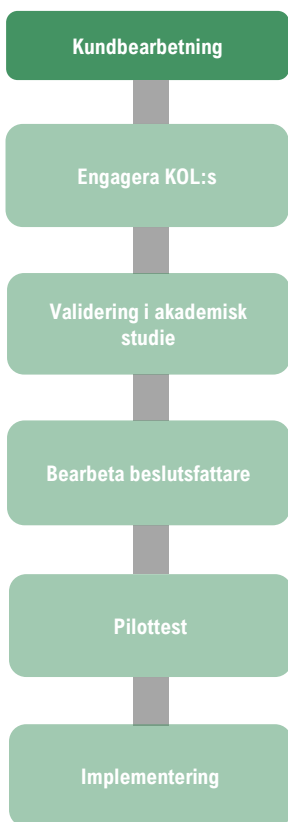 Kundbearbetning
Engagera KOL:s
Validering i akademisk
studie
Bearbeta beslutsfattare
Pilottest
Implementering